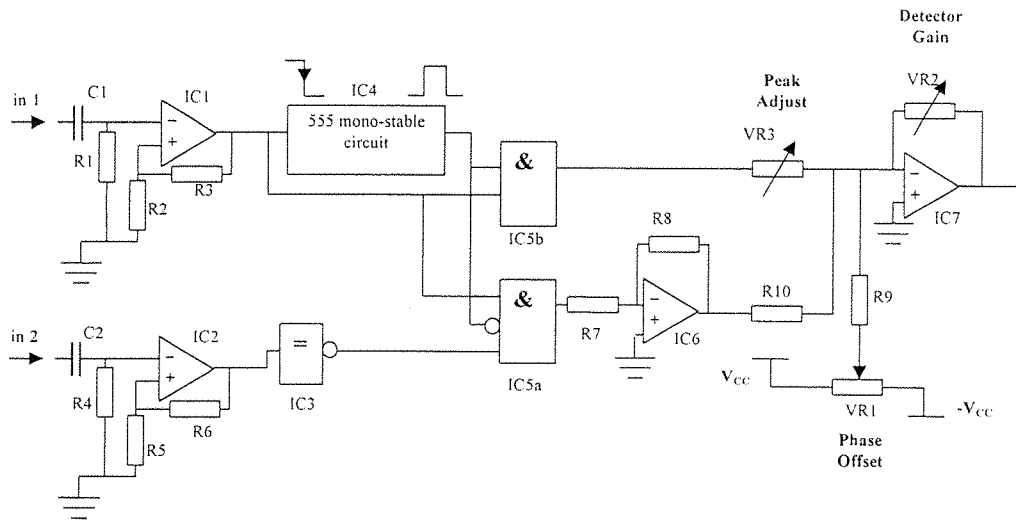 Detector
Gain
VR2
IC4
Peak
Adjust
in 1
C1
IC1
555 mono-stable
circuit
VR3
R1
&
R3
R2
IC7
IC5b
R8
&
in 2
C2
IC2
R7
IC6
R10
R9
=
R4
IC3
IC5a
VCC
R6
R5
VR1
-VCC
Phase
Offset
- 
+
-
+
-
+
-
+